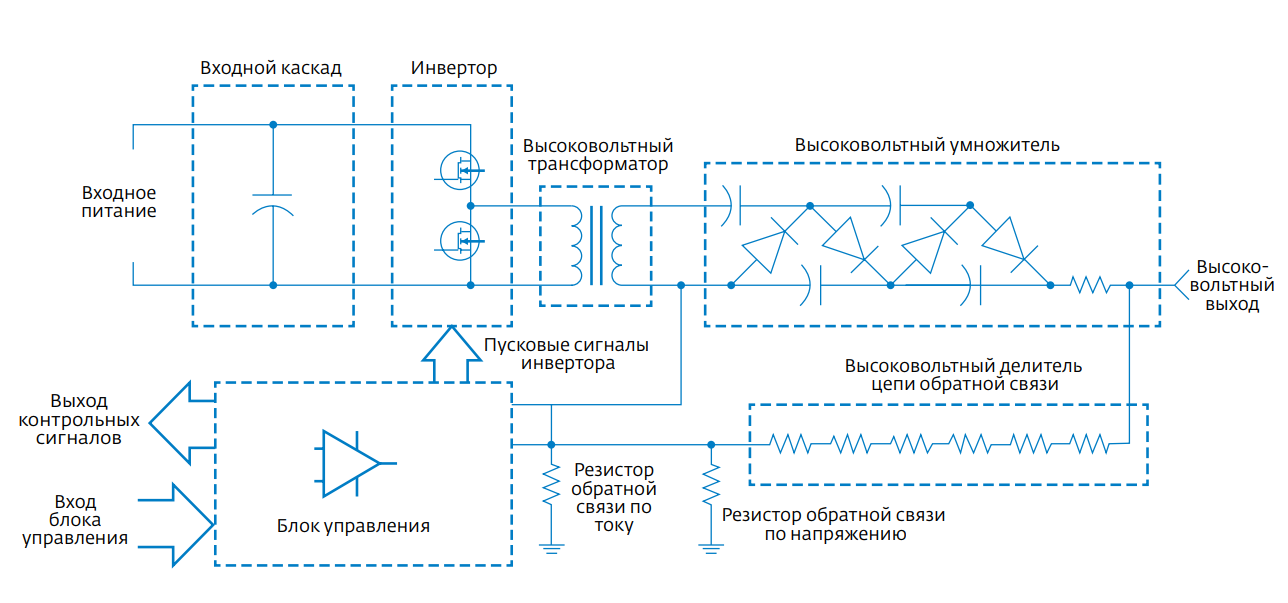 Входной каскад
Инвертор
Высоковольтный
трансформатор
Высоковольтный умножитель
Входное
питание
Высоко-
вольтный
выход
Пусковые сигналы
инвертора
Высоковольтный делитель
цепи обратной связи
Выход
контрольных
сигналов
Резистор
обратной
связи по
току
Вход
блока
управления
Блок управления
Резистор обратной связи
по напряжению